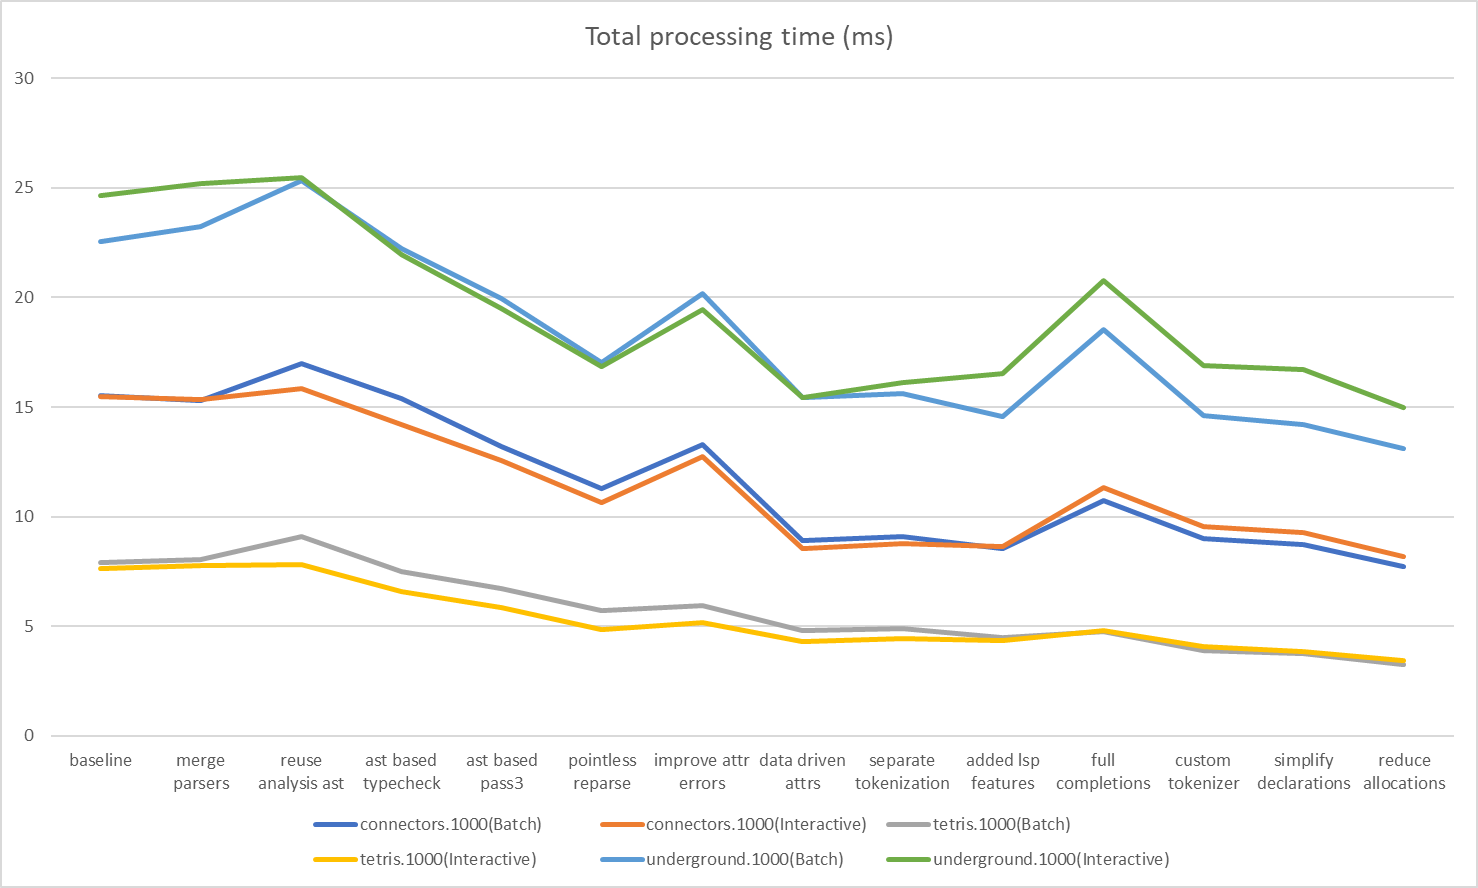 Total processing time (ms)
30
25
20
15
10
5
0
baseline
merge
parsers
reuse
analysis ast
ast based
typecheck
ast based
pass3
pointless
reparse
improve attr
errors
data driven
attrs
separate
tokenization
added lsp
features
full
completions
custom
tokenizer
simplify
declarations
reduce
allocations
connectors.1000(Batch)
connectors.1000(Interactive)
tetris.1000(Batch)
tetris.1000(Interactive)
underground.1000(Batch)
underground.1000(Interactive)